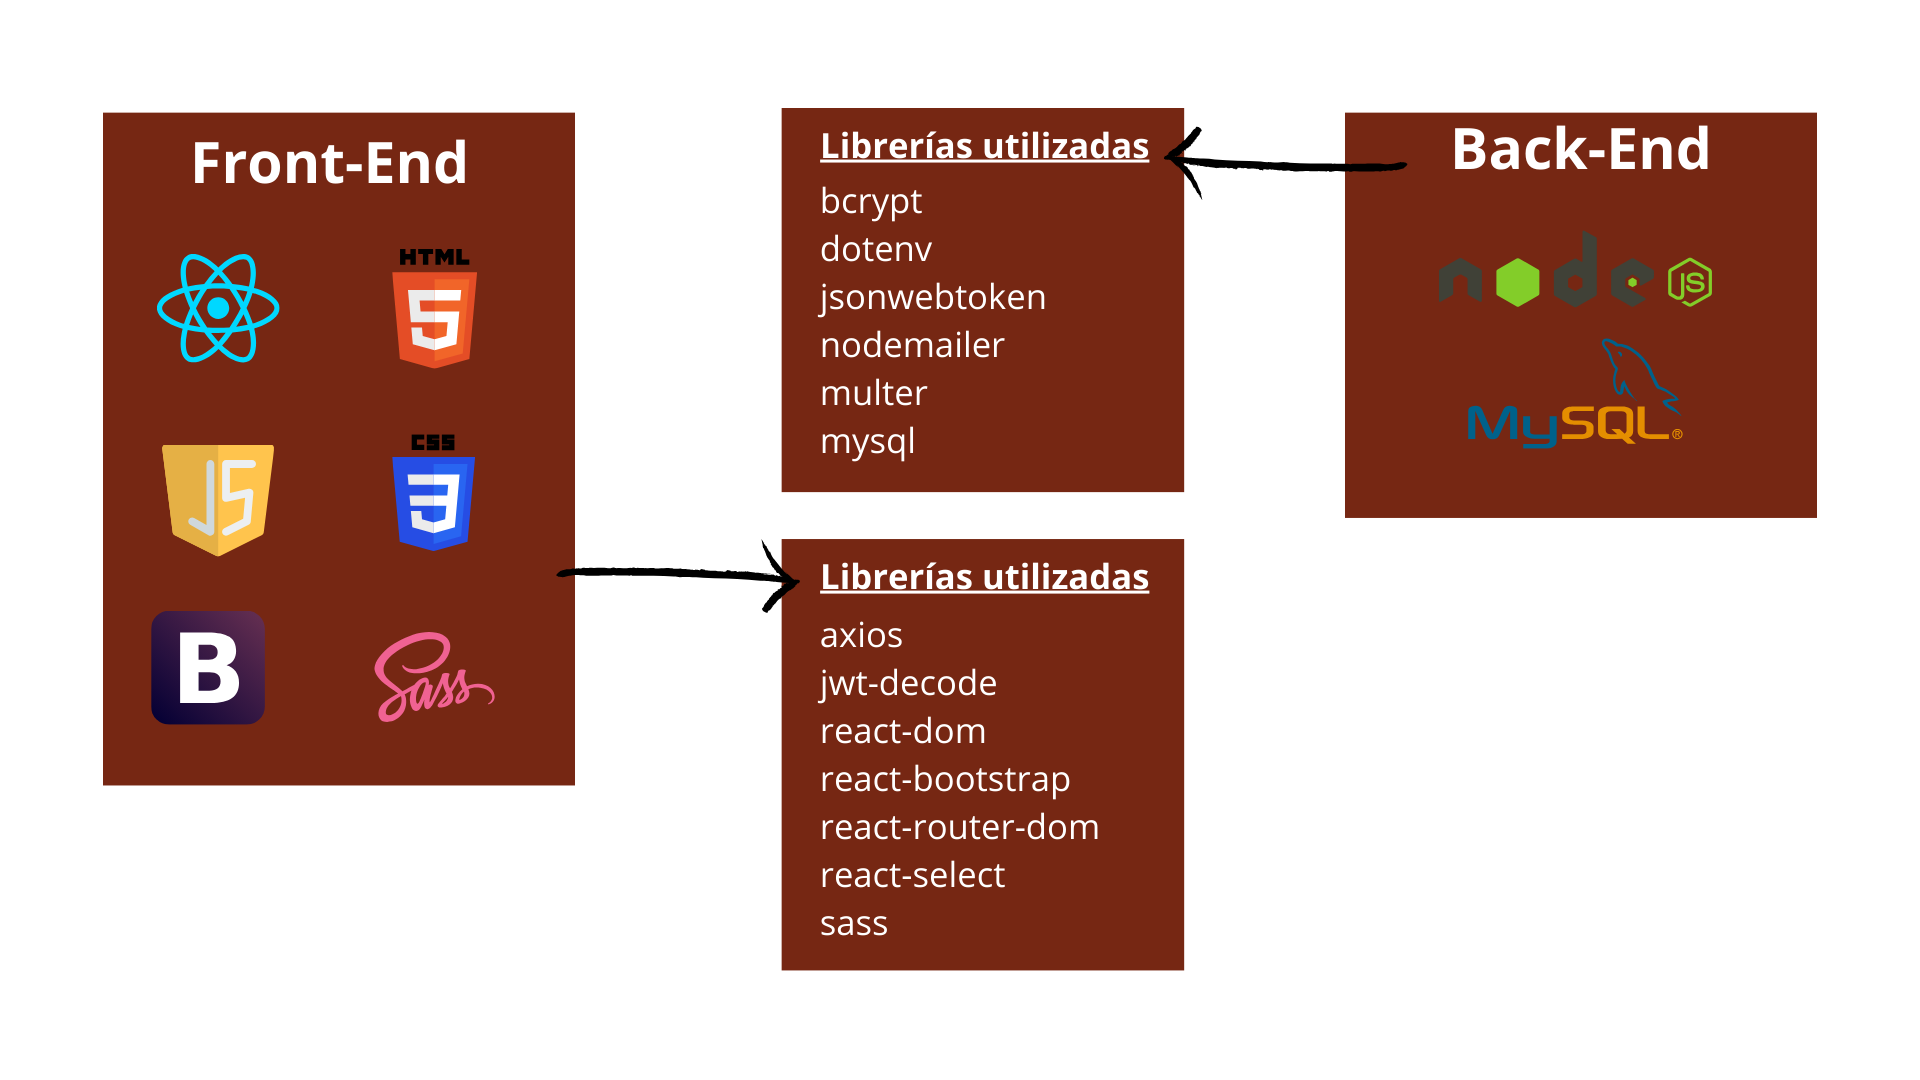 Front-End
HTML
5
JS
CSS
3
B
Sass
Librerías utilizadas
bcrypt
dotenv
jsonwebtoken
nodemailer
multer
mysql
Librerías utilizadas
axios
jwt-decode
react-dom
react-bootstrap
react-router-dom
react-select
sass
Back-End
node JS
MySQL®